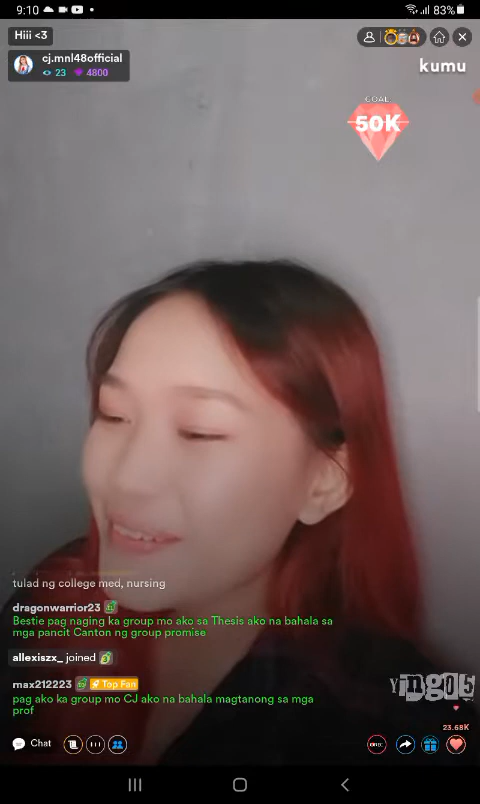 9:10
83%
Hiii <3
cj.mnl48official
23 4800
kumu
GOAL
50K
tulad ng college med, nursing
dragonwarrior23
Bestie pag naging ka group mo ako sa Thesis ako na bahala sa
mga pancit Canton ng group promise
allexiszx_ joined
max212223 Top Fan
pag ako ka group mo CJ ako na bahala magtanong sa mga
prof
Yingo5
23.68K
Chat